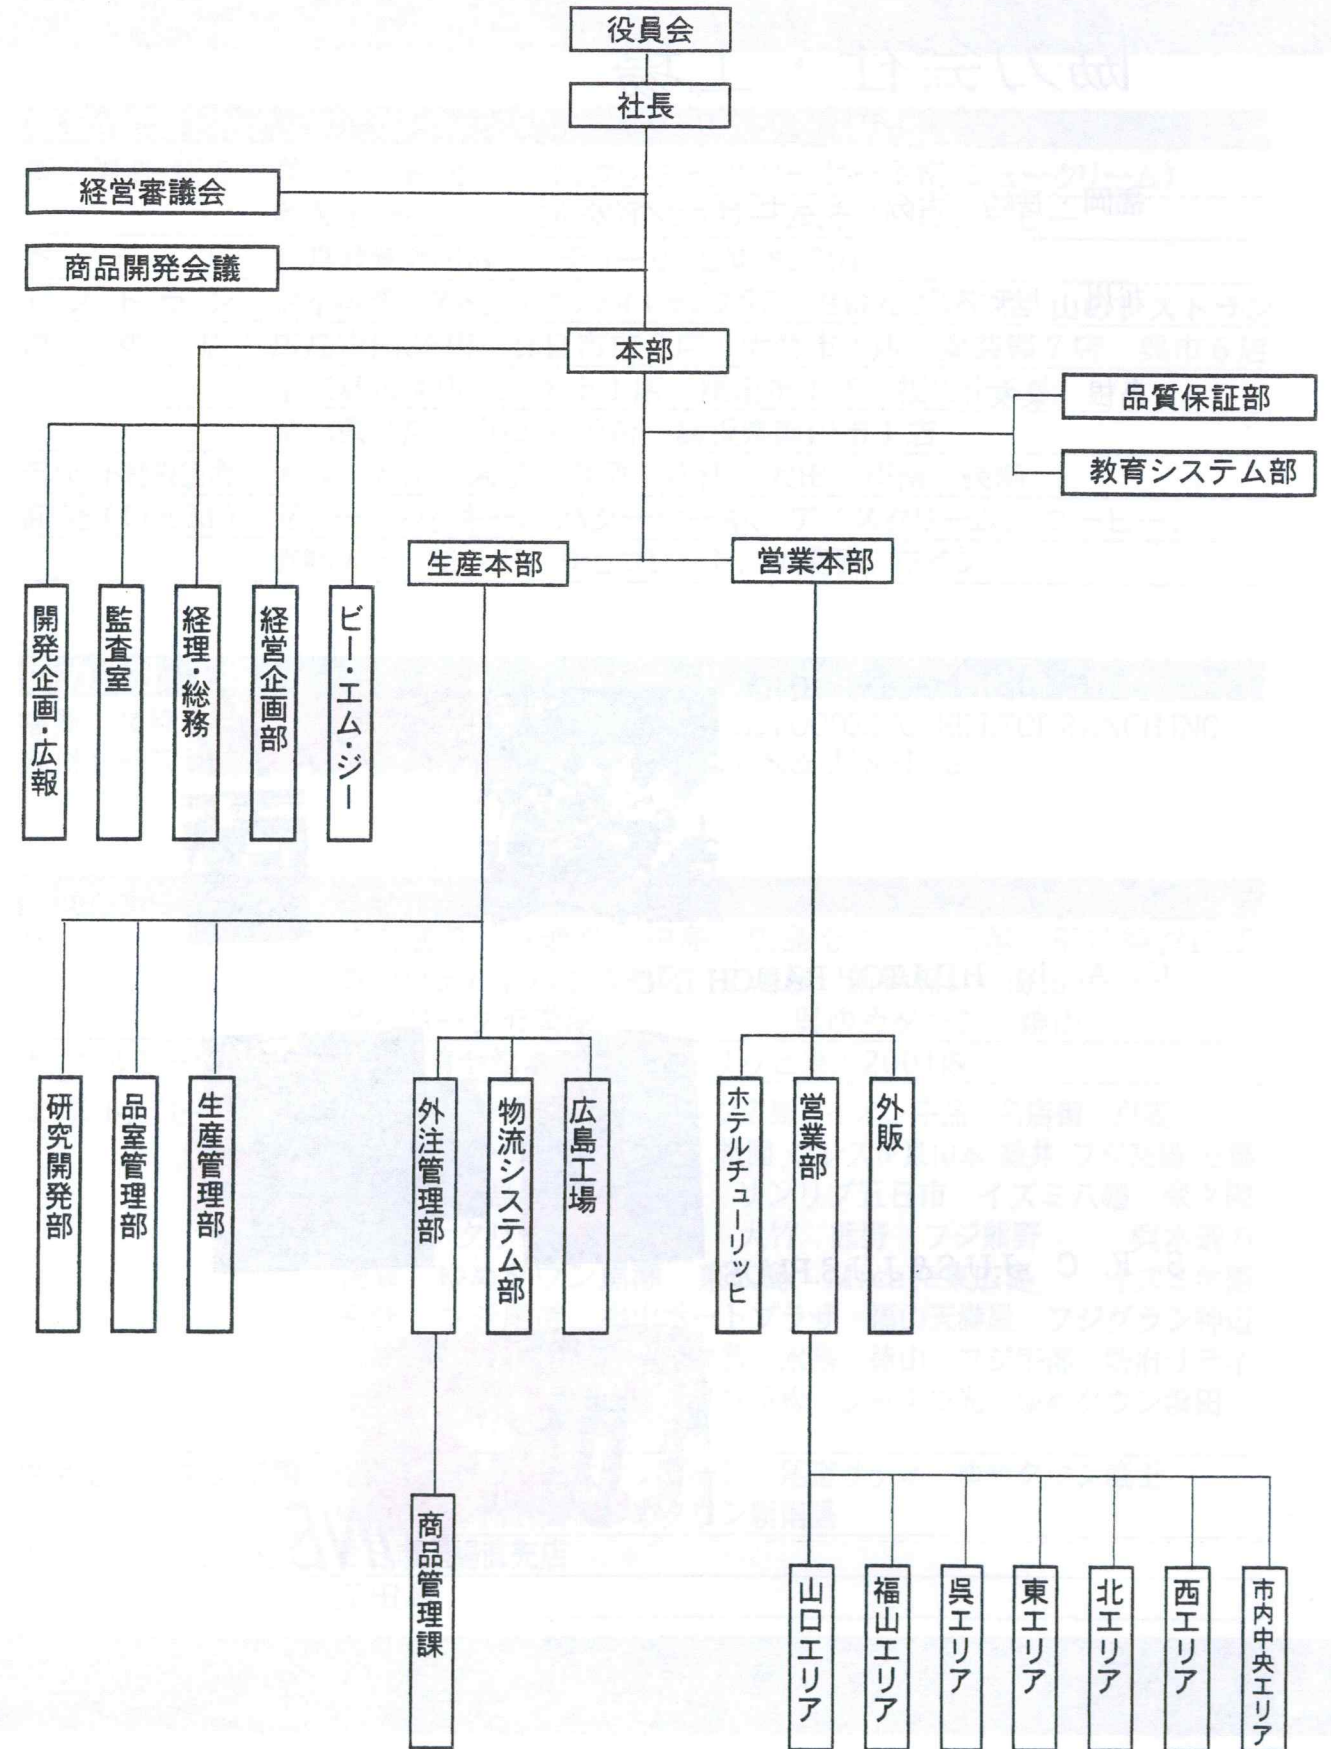 役員会
社長
経営審議会
商品開発会議
本部
品質保証部
教育システム部
生産本部
営業本部
開発企画・広報
監査室
経理・総務
経営企画部
ビーエム・ジー
研究開発部
品室管理部
生産管理部
外注管理部
物流システム部
広島工場
ホテルチューリッヒ
営業部
外販
商品管理課
山口エリア
福山エリア
呉エリア
東エリア
北エリア
西エリア
市内中央エリア